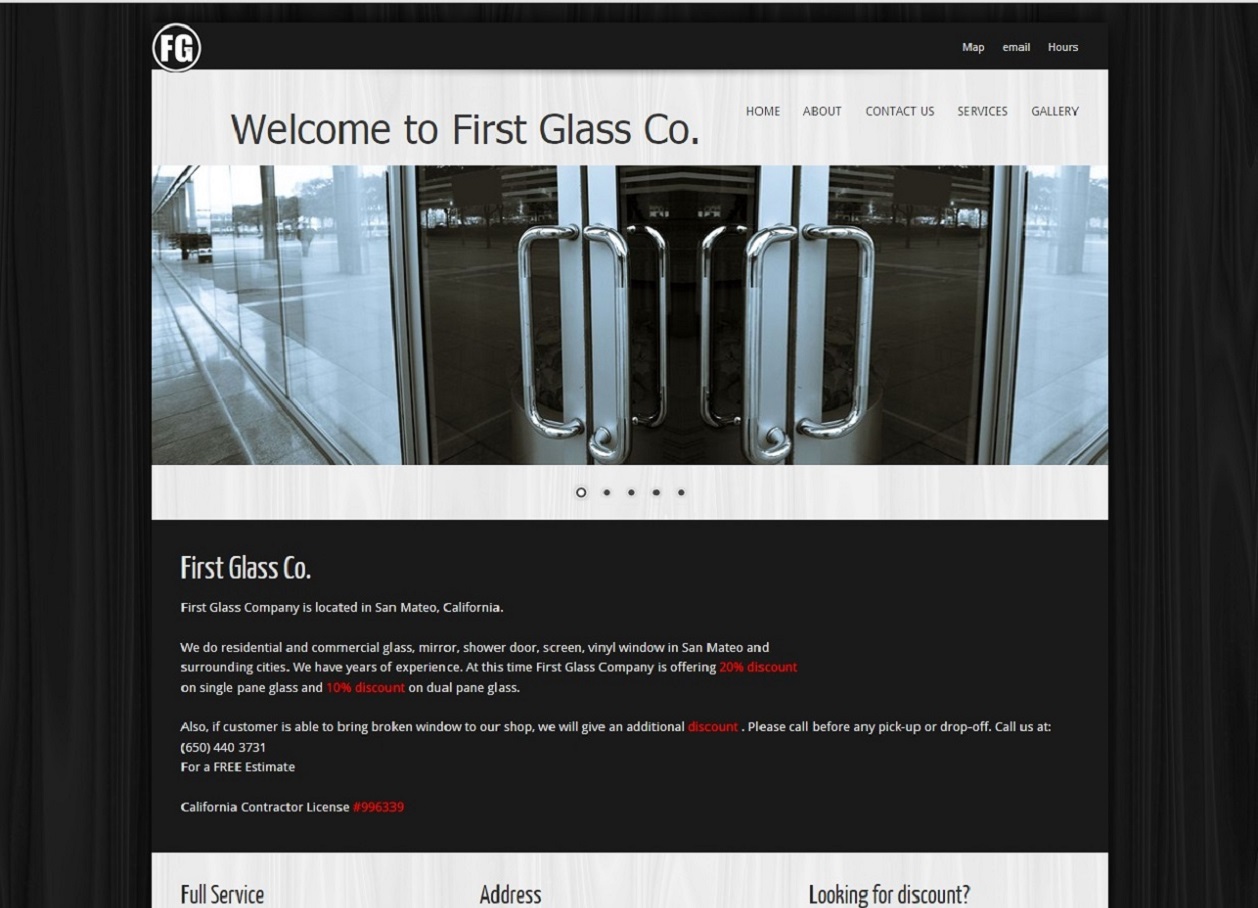 FG
Map email Hours
Welcome to First Glass Co.
HOME ABOUT CONTACT US SERVICES GALLERY
First Glass Co.
First Glass Company is located in San Mateo, California.
We do residential and commercial glass, mirror, shower door, screen, vinyl window in San Mateo and
surrounding cities. We have years of experience. At this time First Glass Company is offering 20% discount
on single pane glass and 10% discount on dual pane glass.
Also, if customer is able to bring broken window to our shop, we will give an additional discount . Please call before any pick-up or drop-off. Call us at:
(650) 440 3731
For a FREE Estimate
California Contractor License #996339
Full Service Address Looking for discount?